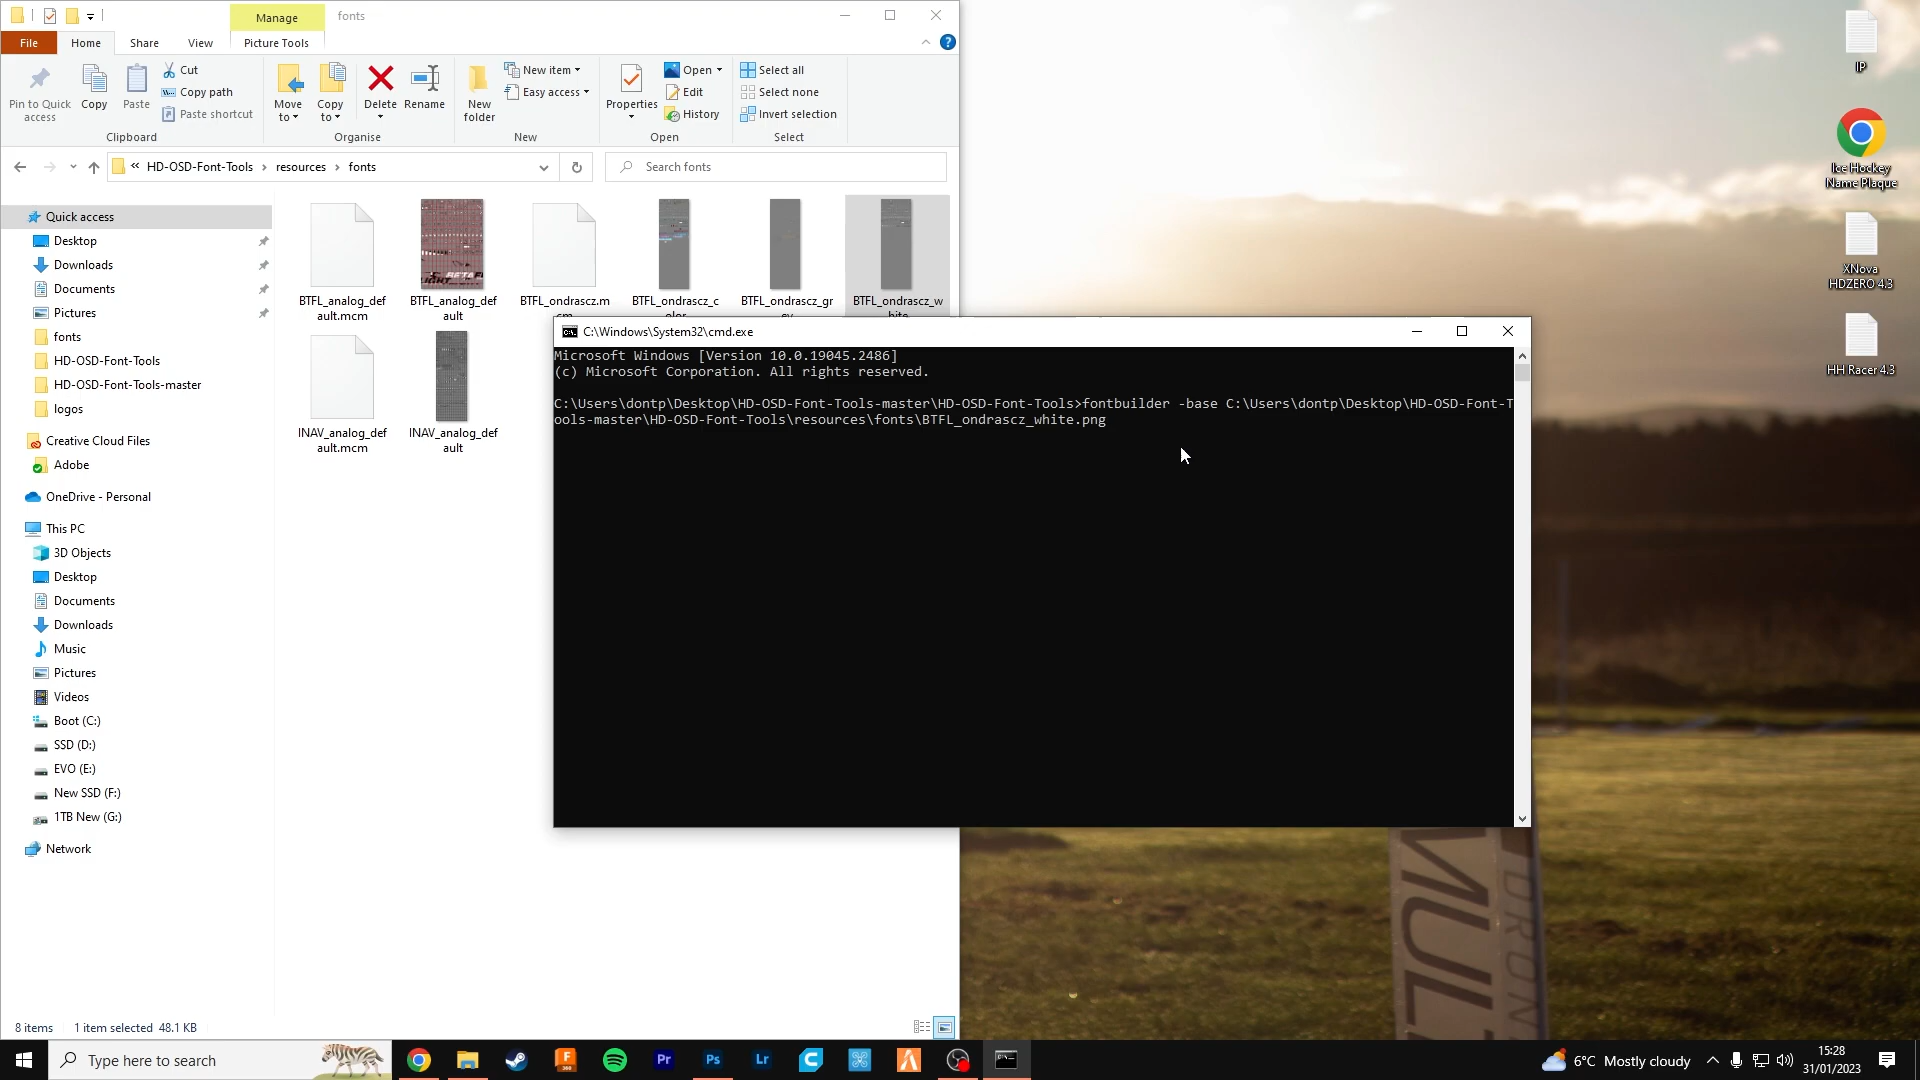 Manage
fonts
File
Home
Share
View
Picture Tools
Pin to Quick
access
Copy
Paste
Cut
Copy path
Paste shortcut
Clipboard
Move
to
Copy
to
Delete
Rename
Organise
New
folder
New item
Easy access
New
Properties
Open
Edit
History
Open
Select all
Select none
Invert selection
Select
« HD-OSD-Font-Tools › resources › fonts
Search fonts
Quick access
Desktop
Downloads
Documents
Pictures
fonts
HD-OSD-Font-Tools
HD-OSD-Font-Tools-master
logos
Creative Cloud Files
Adobe
OneDrive - Personal
This PC
3D Objects
Desktop
Documents
Downloads
Music
Pictures
Videos
Boot (C:)
SSD (D:)
EVO (E:)
New SSD (F:)
1TB New (G:)
Network
BTFL_analog_def
ault.mcm
BTFL_analog_def
ault
BTFL_ondrascz.m
cm
BTFL_ondrascz_c
olor
BTFL_ondrascz_gr
ey
BTFL_ondrascz_w
hite
INAV_analog_def
ault.mcm
INAV_analog_def
ault
8 items
1 item selected 48.1 KB
C:\Windows\System32\cmd.exe
Microsoft Windows [Version 10.0.19045.2486]
(c) Microsoft Corporation. All rights reserved.
C:\Users\dontp\Desktop\HD-OSD-Font-Tools-master\HD-OSD-Font-Tools>fontbuilder -base C:\Users\dontp\Desktop\HD-OSD-Font-T
ools-master\HD-OSD-Font-Tools\resources\fonts\BTFL_ondrascz_white.png
IP
Ice Hockey
Name Plaque
XNova
HDZERO 4.3
HH Racer 4.3
Type here to search
F
360
Pr
Ps
Lr
6°C Mostly cloudy
15:28
31/01/2023